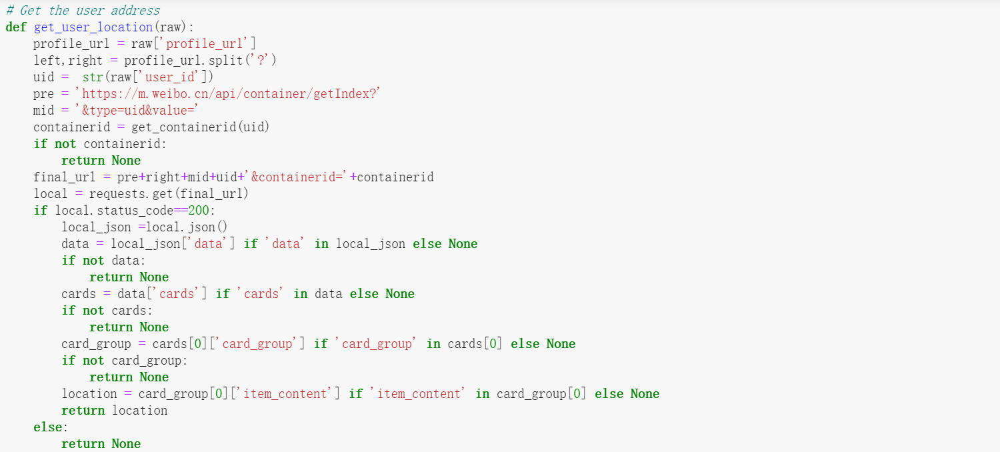 # Get the user address
def get_user_location(raw):
    profile_url = raw['profile_url']
    left,right = profile_url.split('?')
    uid =  str(raw['user_id'])
    pre = 'https://m.weibo.cn/api/container/getIndex?'
    mid = '&type=uid&value='
    containerid = get_containerid(uid)
    if not containerid:
        return None
    final_url = pre+right+mid+uid+'&containerid='+containerid
    local = requests.get(final_url)
    if local.status_code==200:
        local_json =local.json()
        data = local_json['data'] if 'data' in local_json else None
        if not data:
            return None
        cards = data['cards'] if 'cards' in data else None
        if not cards:
            return None
        card_group = cards[0]['card_group'] if 'card_group' in cards[0] else None
        if not card_group:
            return None
        location = card_group[0]['item_content'] if 'item_content' in card_group[0] else None
        return location
    else:
        return None